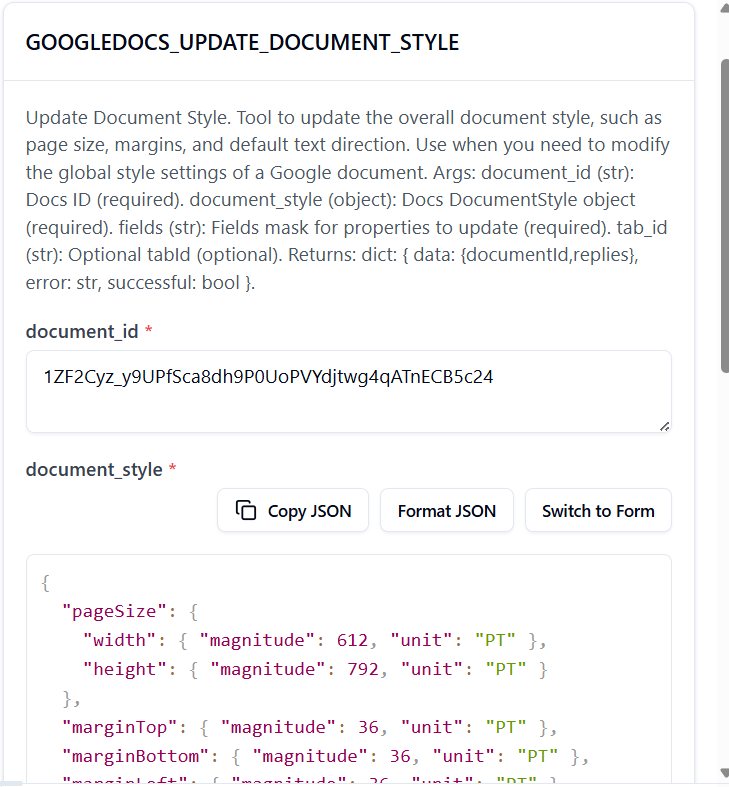 GOOGLEDOCS_UPDATE_DOCUMENT_STYLE
Update Document Style. Tool to update the overall document style, such as
page size, margins, and default text direction. Use when you need to modify
the global style settings of a Google document. Args: document_id (str):
Docs ID (required). document_style (object): Docs DocumentStyle object
(required). fields (str): Fields mask for properties to update (required). tab_id
(str): Optional tabId (optional). Returns: dict: { data: {documentId,replies},
error: str, successful: bool }.
document_id *
1ZF2Cyz_y9UPfSca8dh9P0UoPVYdjtwg4qATnECB5c24
document_style *
Copy JSON Format JSON Switch to Form
{
"pageSize": {
"width": { "magnitude": 612, "unit": "PT" },
"height": { "magnitude": 792, "unit": "PT" }
},
"marginTop": { "magnitude": 36, "unit": "PT" },
"marginBottom": { "magnitude": 36, "unit": "PT" },
"marginLeft": { "magnitude": 36, "unit": "PT" }